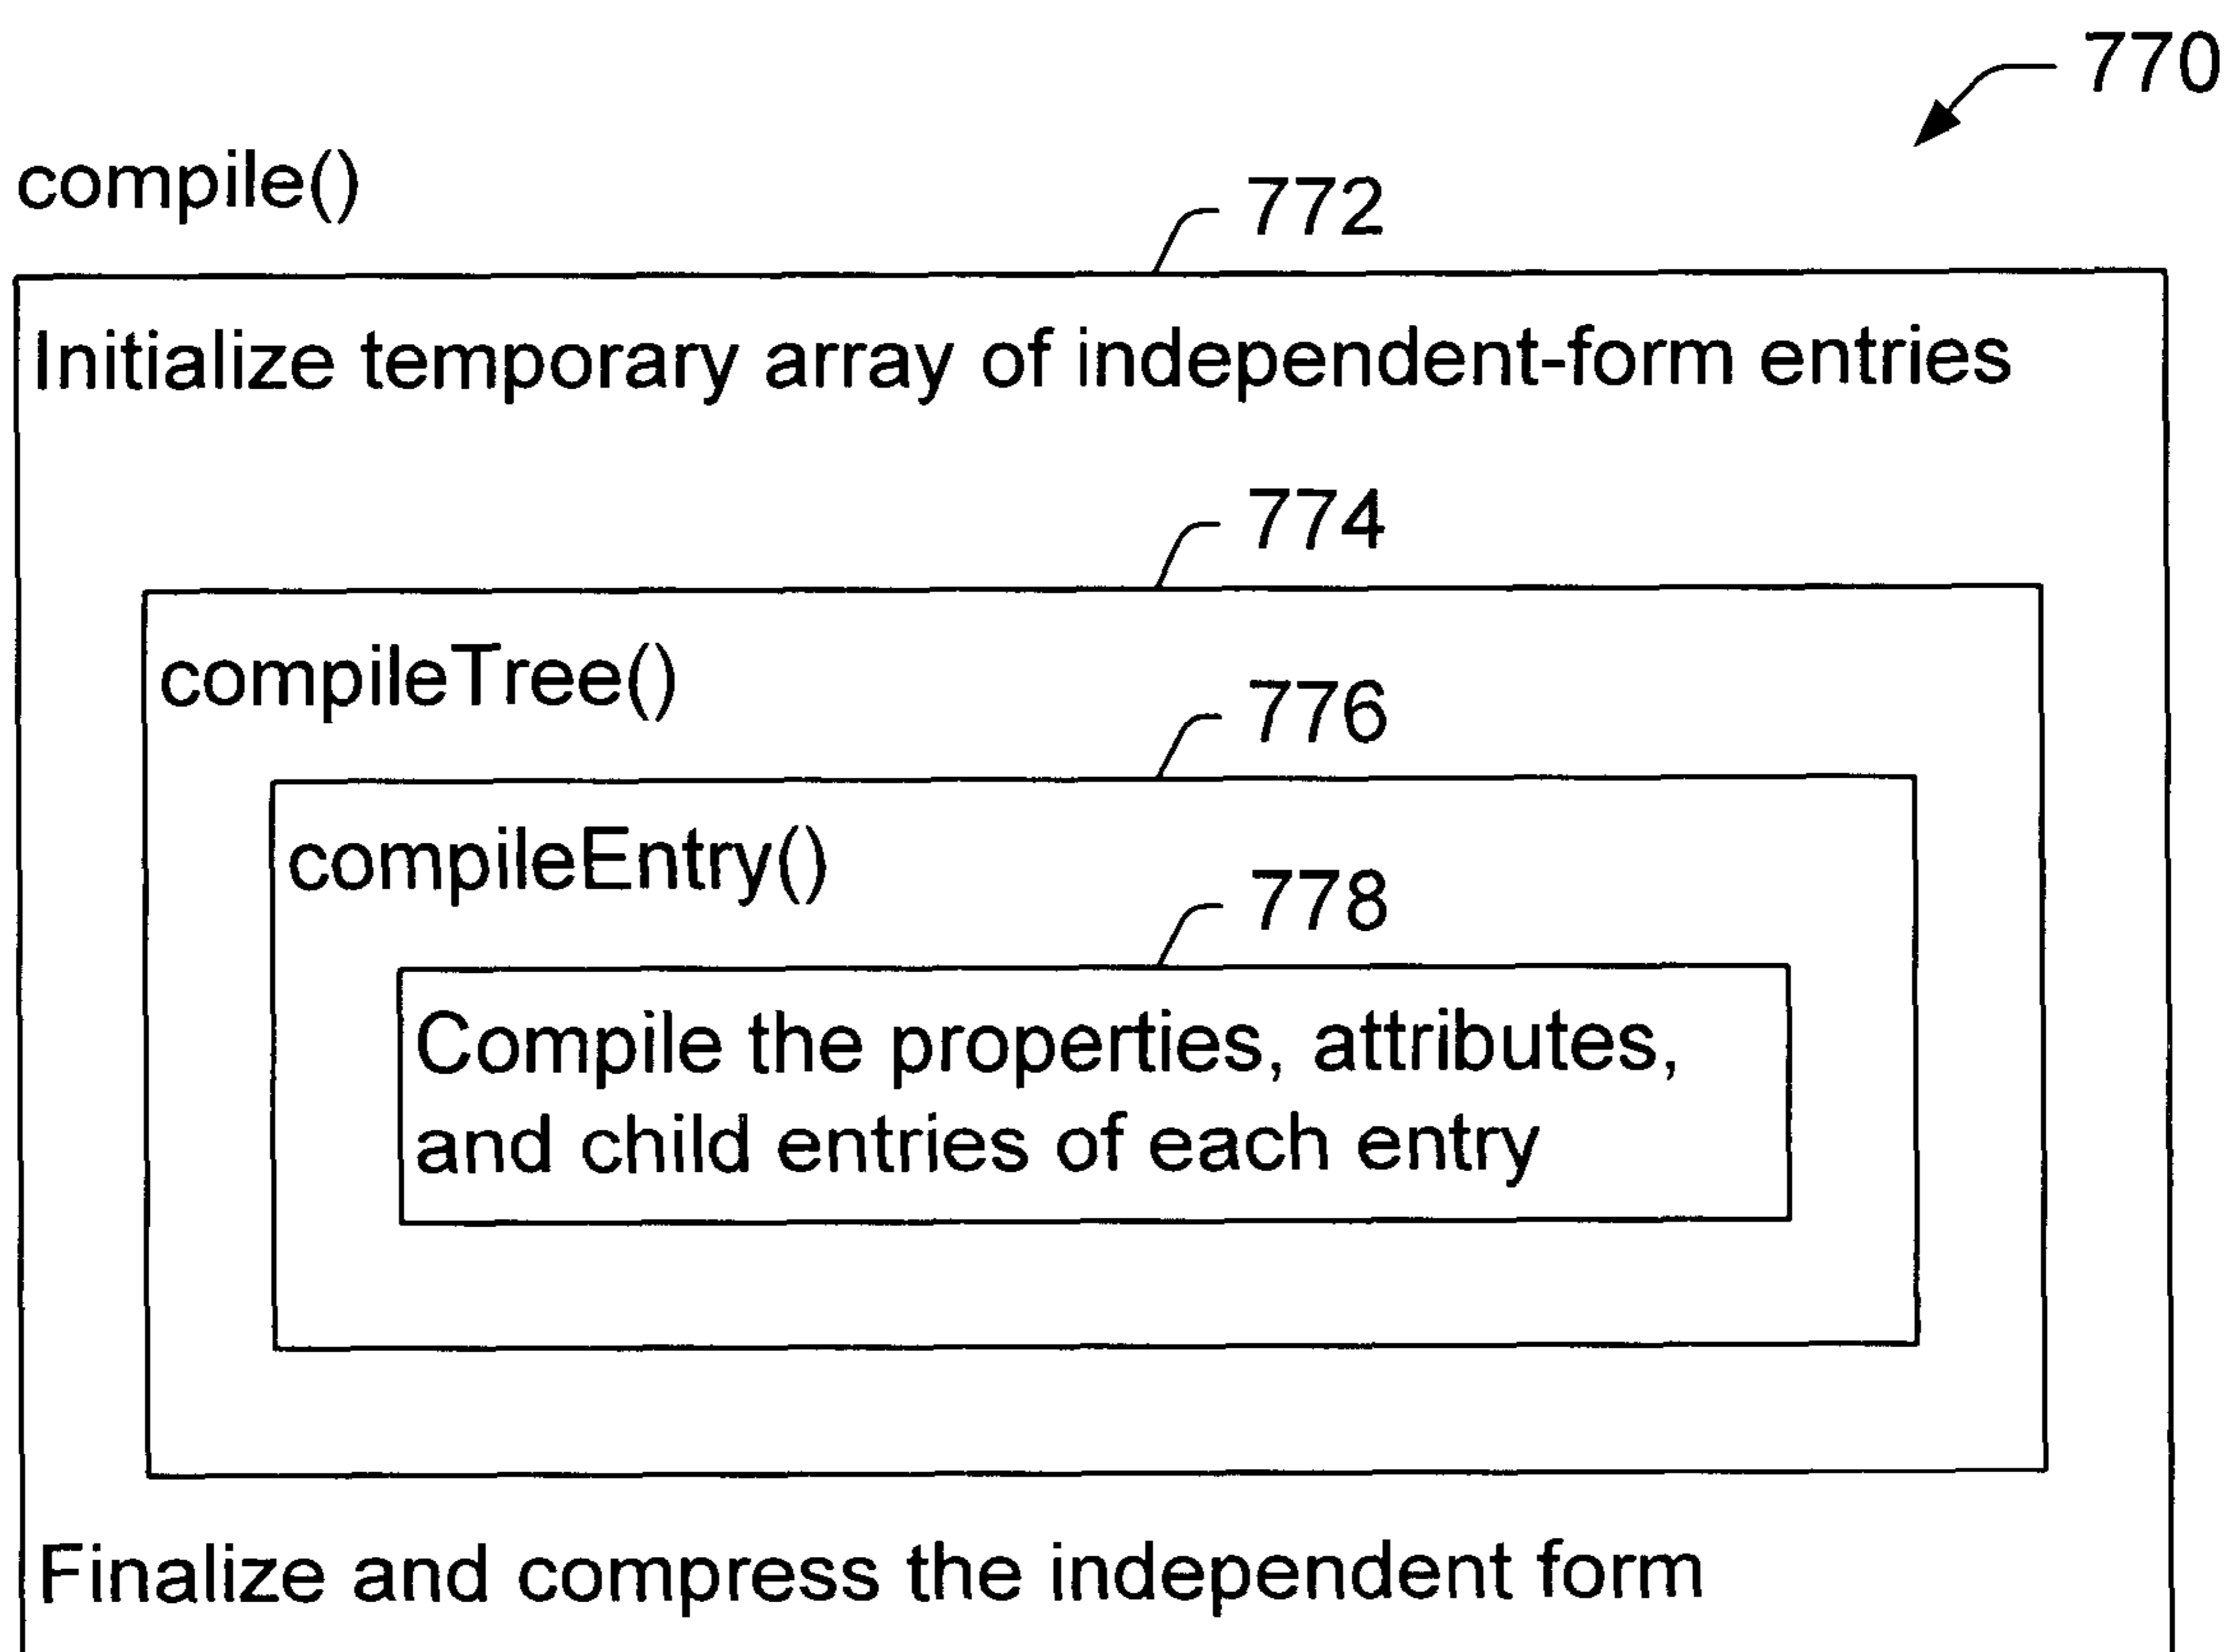 770
compile()
772
Initialize temporary array of independent-form entries
774
compileTree()
776
compileEntry()
778
Compile the properties, attributes,
and child entries of each entry
Finalize and compress the independent form